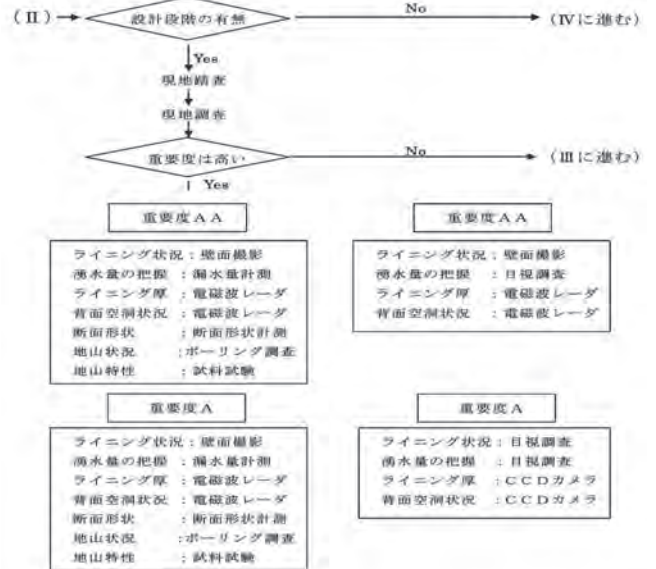 (II)
設計段階の有無
No
(IVに進む)
Yes
現地踏査
現地調査
重要度は高い
No
(IIIに進む)
Yes
重要度AA
ライニング状況:壁面撮影
湧水量の把握:漏水量計測
ライニング厚:電磁波レーダ
背面空洞状況:電磁波レーダ
断面形状:断面形状計測
地山状況:ボーリング調査
地山特性:試料試験
重要度AA
ライニング状況:壁面撮影
湧水量の把握:目視調査
ライニング厚:電磁波レーダ
背面空洞状況:電磁波レーダ
重要度A
ライニング状況:壁面撮影
湧水量の把握:漏水量計測
ライニング厚:電磁波レーダ
背面空洞状況:電磁波レーダ
断面形状:断面形状計測
地山状況:ボーリング調査
地山特性:試料試験
重要度A
ライニング状況:目視調査
湧水量の把握:目視調査
ライニング厚:CCDカメラ
背面空洞状況:CCDカメラ